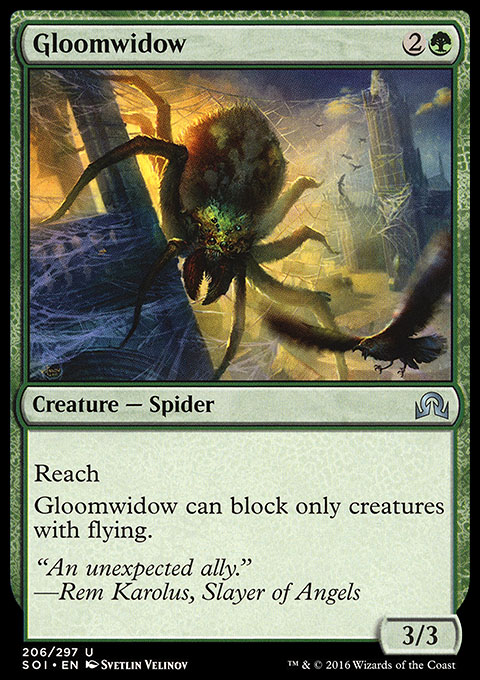 Gloomwidow 2
Creature — Spider
Reach
Gloomwidow can block only creatures
with flying.
“An unexpected ally.”
—Rem Karolus, Slayer of Angels
3/3
206/297 U
SOI • EN Svetlin Velinov
™ & © 2016 Wizards of the Coast